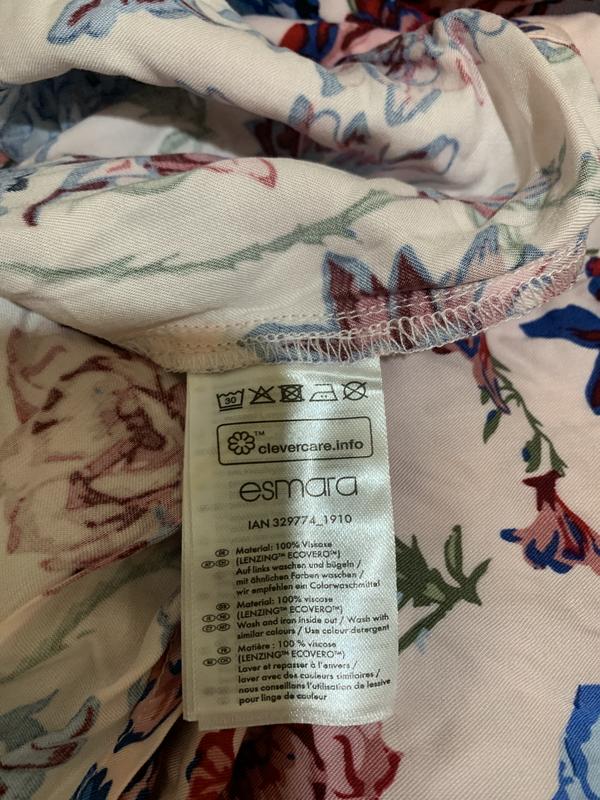 30
TM
clevercare.info
esmara
IAN 329774_1910
DE Material: 100% Viskose
(LENZING™ ECOVERO™)
Auf links waschen und bügeln /
mit ähnlichen Farben waschen /
wir empfehlen ein Colorwaschmittel
Material: 100% viscose
(LENZING™ ECOVERO™)
Wash and iron inside out / Wash with
similar colours / Use colour detergent
FR Matière : 100 % viscose
(LENZING™ ECOVERO™)
Laver et repasser à l'envers /
laver avec des couleurs similaires /
nous conseillons l'utilisation de lessive
pour linge de couleur